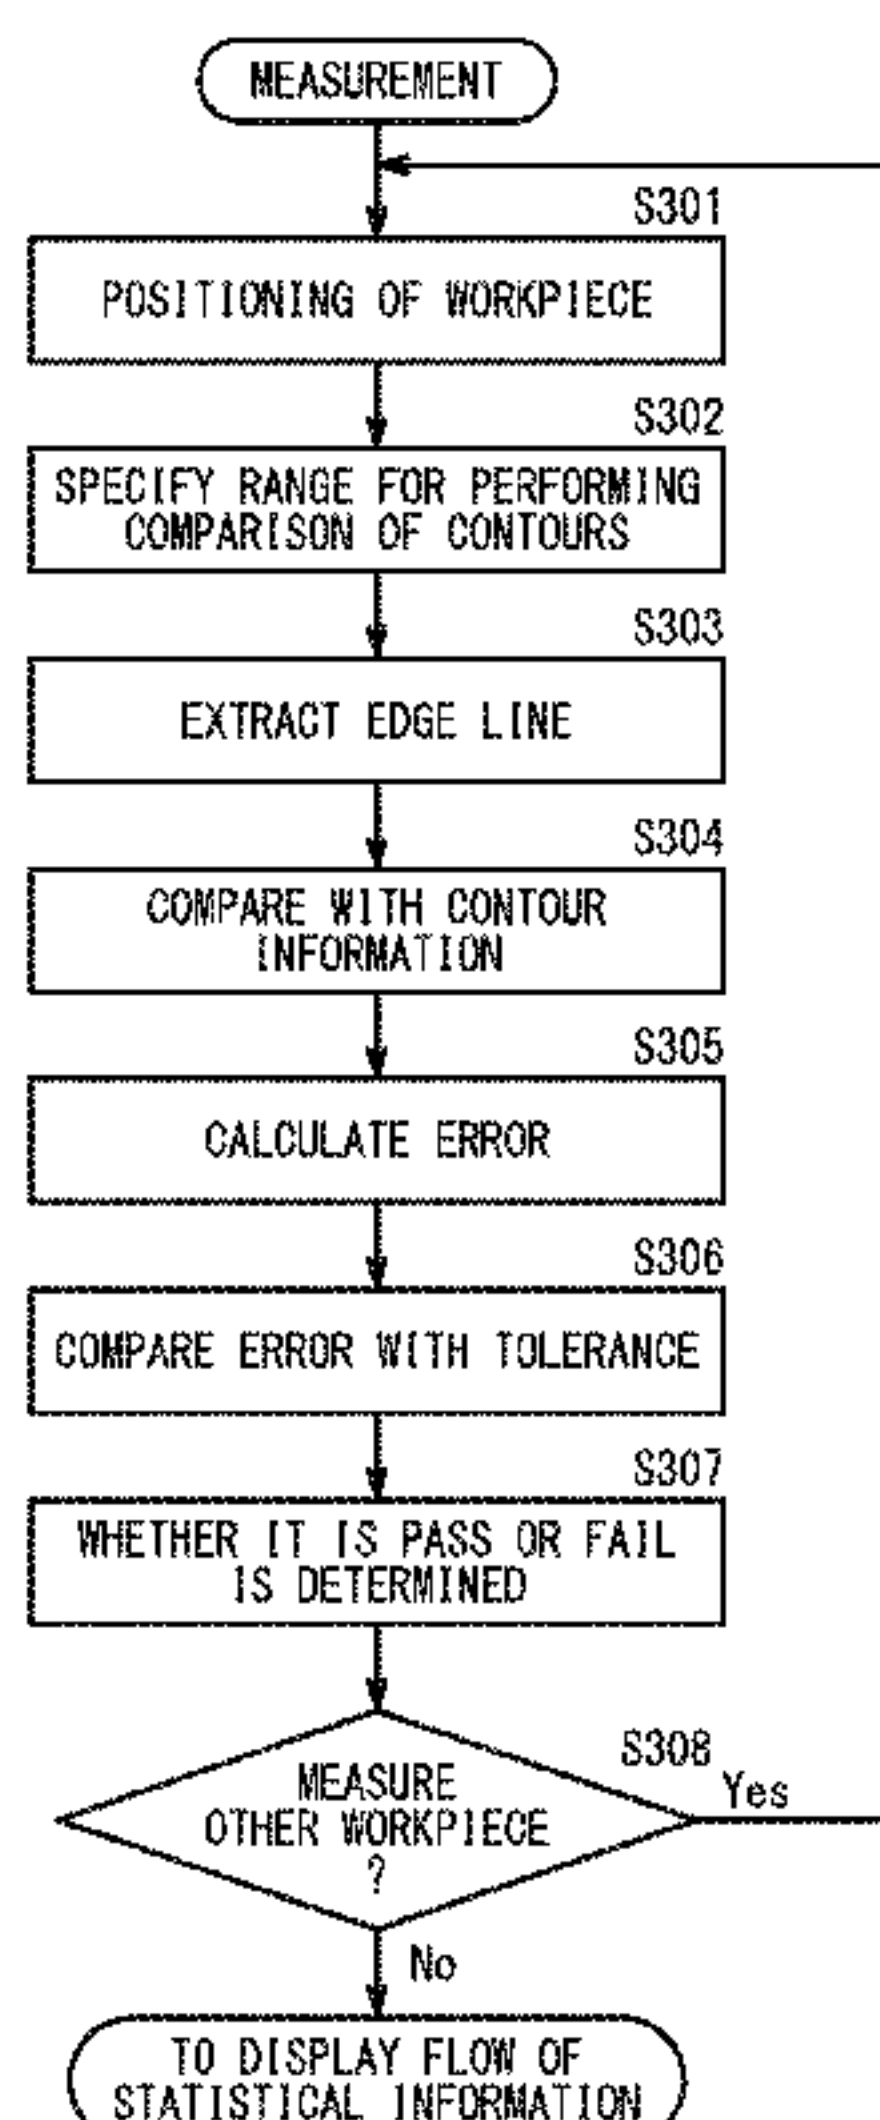 MEASUREMENT
S301
POSITIONING OF WORKPIECE
S302
SPECIFY RANGE FOR PERFORMING
COMPARISON OF CONTOURS
S303
EXTRACT EDGE LINE
S304
COMPARE WITH CONTOUR
INFORMATION
S305
CALCULATE ERROR
S306
COMPARE ERROR WITH TOLERANCE
S307
WHETHER IT IS PASS OR FAIL
IS DETERMINED
S308
MEASURE
OTHER WORKPIECE
?
Yes
No
TO DISPLAY FLOW OF
STATISTICAL INFORMATION